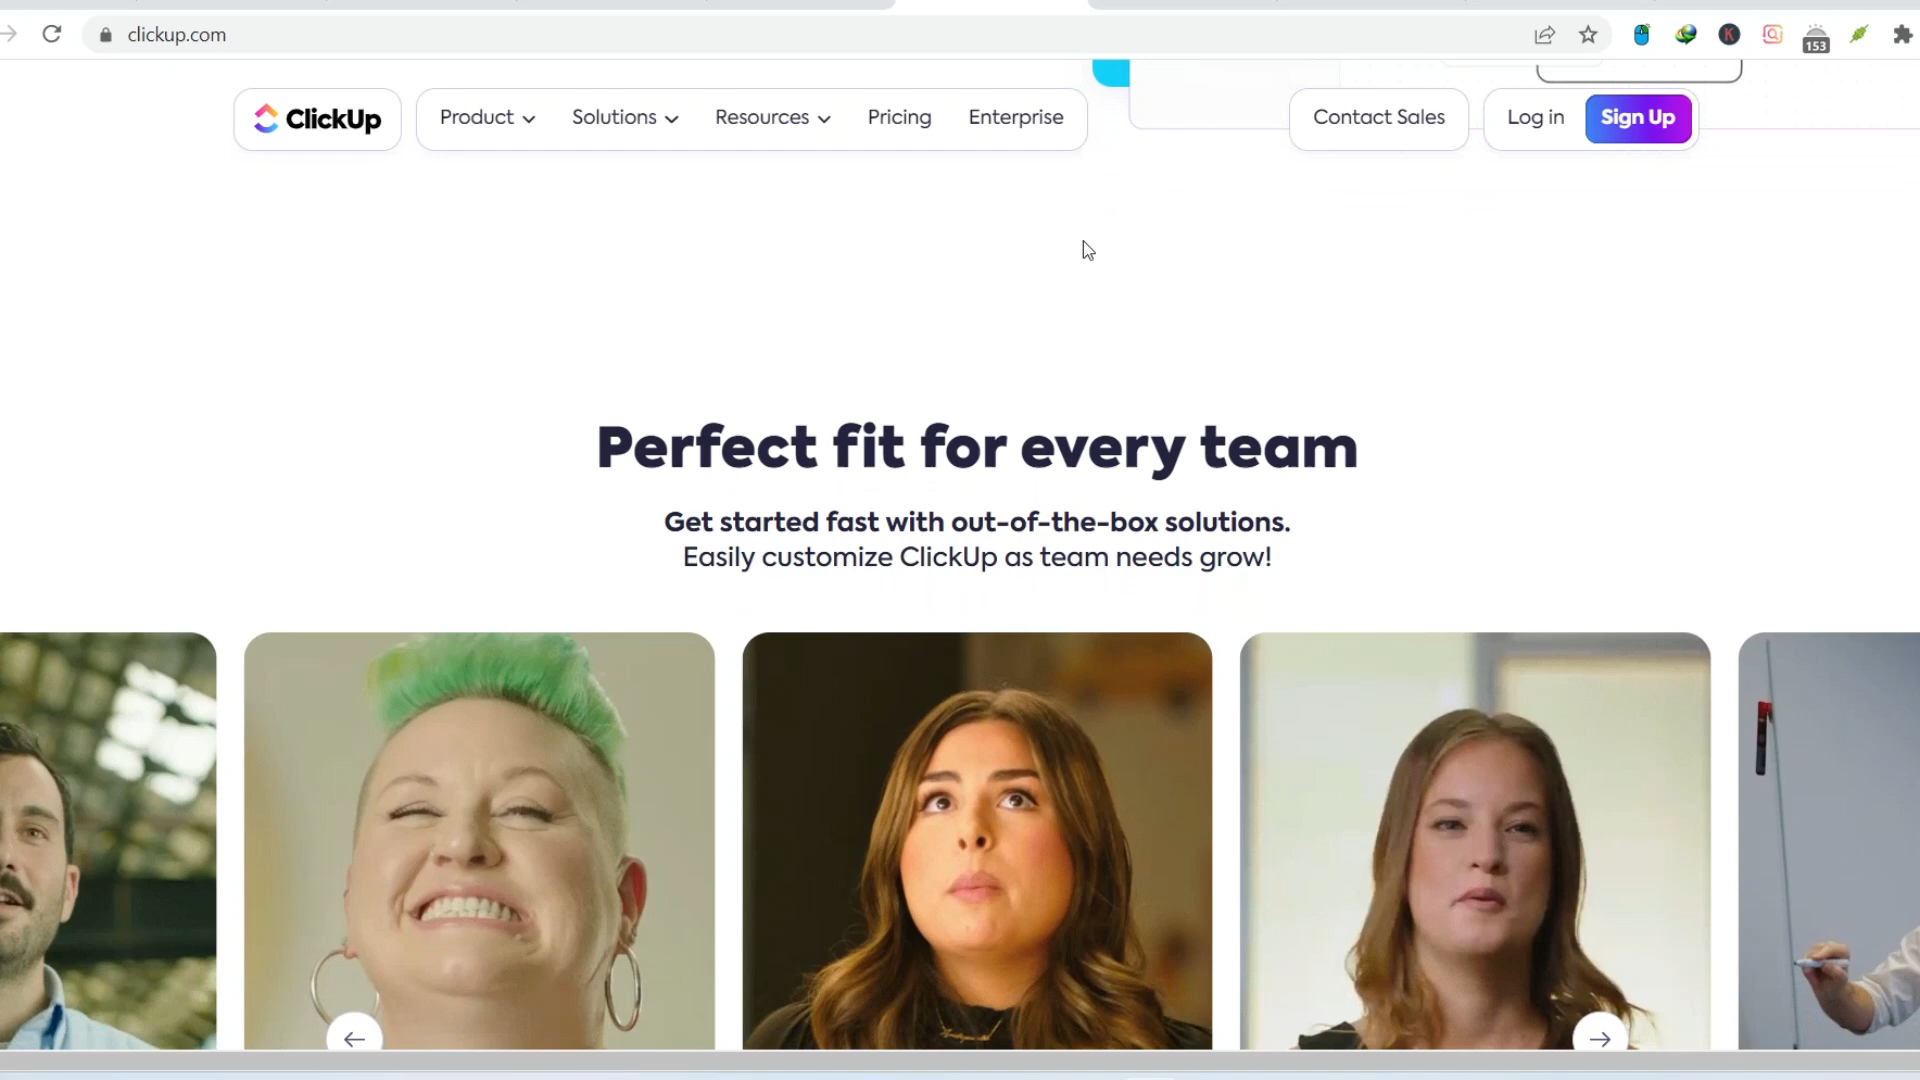 clickup.com
K
153
ClickUp
Product
Solutions
Resources
Pricing
Enterprise
Contact Sales
Log in
Sign Up
Perfect fit for every team
Get started fast with out-of-the-box solutions.
Easily customize ClickUp as team needs grow!